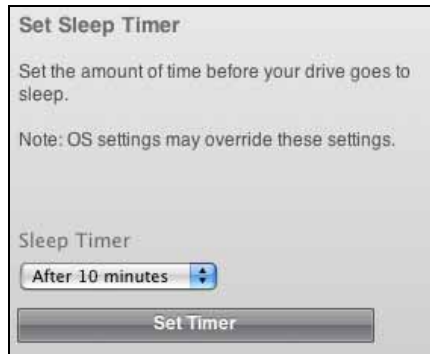 Set Sleep Timer
Set the amount of time before your drive goes to
sleep.
Note: OS settings may override these settings.
Sleep Timer
After 10 minutes
Set Timer